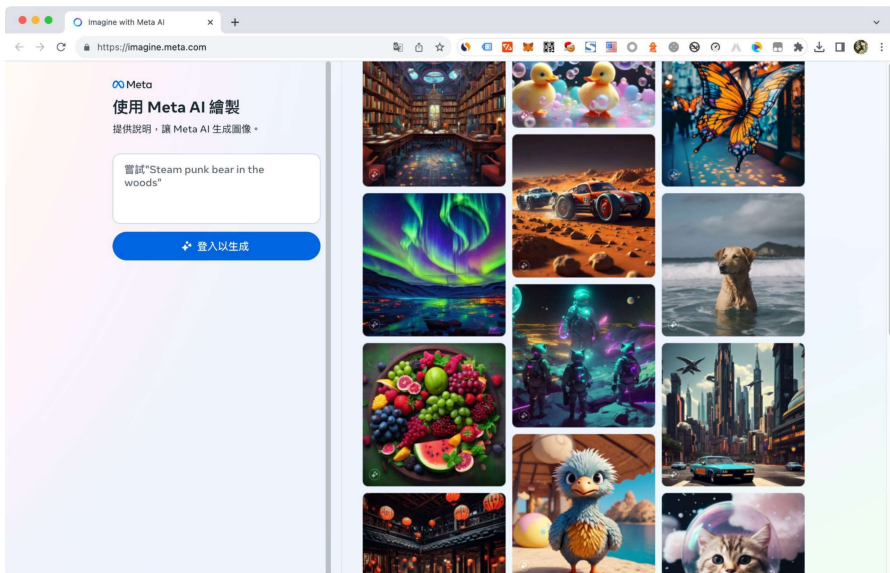 Imagine with Meta AI
https://imagine.meta.com
Meta
使用 Meta AI 繪製
提供說明，讓 Meta AI 生成圖像。
嘗試"Steam punk bear in the
woods"
登入以生成